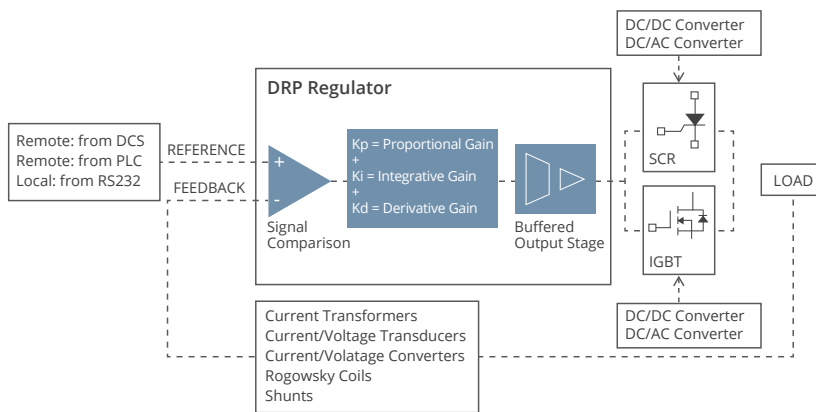 DC/DC Converter
DC/AC Converter
DRP Regulator
Remote: from DCS
Remote: from PLC
Local: from RS232
REFERENCE
FEEDBACK
+
-
Signal
Comparison
Kp = Proportional Gain
+
Ki = Integrative Gain
+
Kd = Derivative Gain
Buffered
Output Stage
SCR
IGBT
LOAD
DC/DC Converter
DC/AC Converter
Current Transformers
Current/Voltage Transducers
Current/Volatage Converters
Rogowsky Coils
Shunts